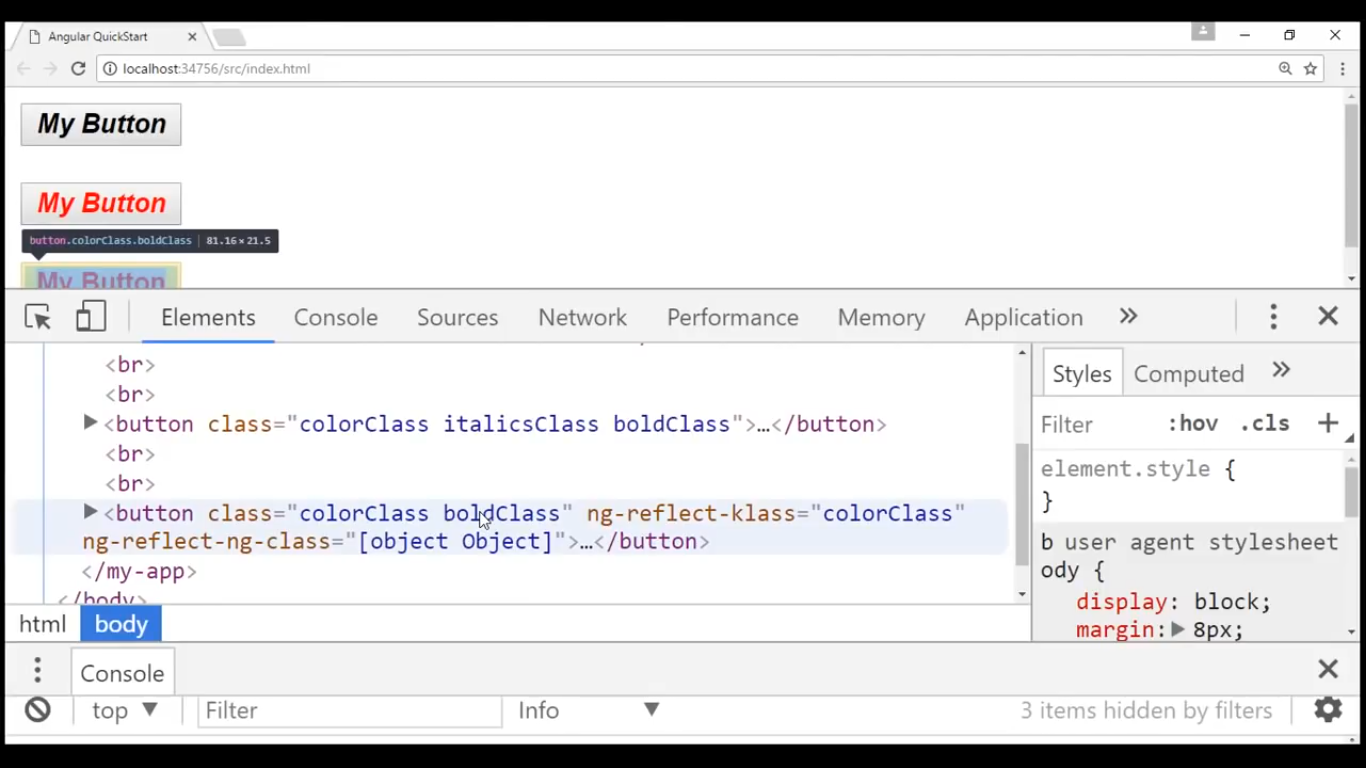 Angular QuickStart
localhost:34756/src/index.html
My Button
My Button
button.colorClass.boldClass | 81.16×21.5
My Button
Elements Console Sources Network Performance Memory Application »
<br>
<br>
▶<button class="colorClass italicsClass boldClass">…</button>
<br>
<br>
▶<button class="colorClass boldClass" ng-reflect-klass="colorClass"
ng-reflect-ng-class="[object Object]">…</button>
</my-app>
</body>
html body
Styles Computed »
Filter :hov .cls +
element.style {
}
b user agent stylesheet
ody {
display: block;
margin:▶ 8px;
Console
top ▼ Filter Info ▼ 3 items hidden by filters